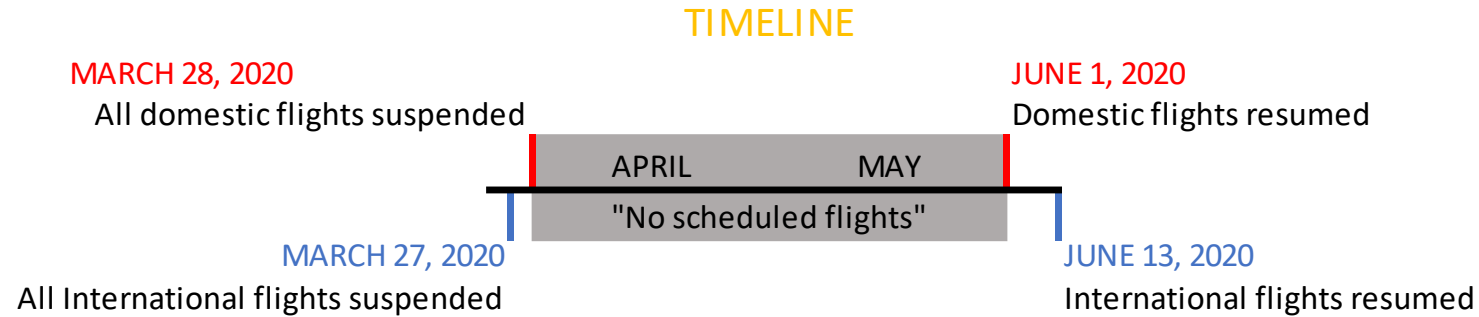 TIMELINE
MARCH 28, 2020
All domestic flights suspended
JUNE 1, 2020
Domestic flights resumed
APRIL MAY
"No scheduled flights"
MARCH 27, 2020
All International flights suspended
JUNE 13, 2020
International flights resumed